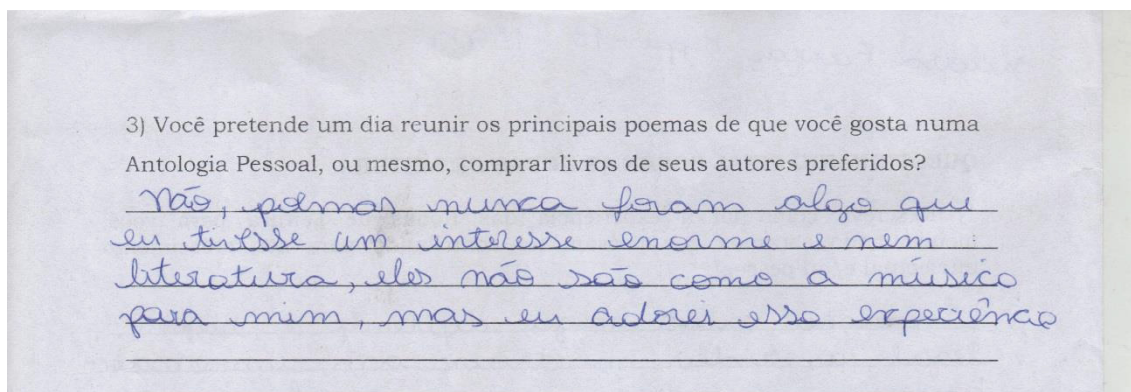 3) Você pretende um dia reunir os principais poemas de que você gosta numa
Antologia Pessoal, ou mesmo, comprar livros de seus autores preferidos?
Não, poemas nunca foram algo que
eu tivesse um interesse enorme e nem
literatura, eles não são como a música
para mim, mas eu adorei essa experiência